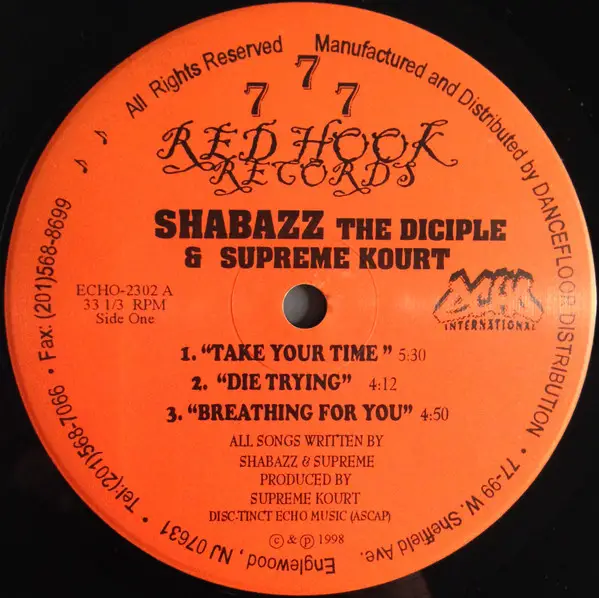 All Rights Reserved
Manufactured and Distributed by DANCEFLOOR DISTRIBUTION • 77-99 W. Sheffield Ave. Englewood, NJ 07631 • Tel:(201)568-7066 • Fax: (201)568-8699 ♪ ♪
7 7 7
RED HOOK
RECORDS
SHABAZZ THE DICIPLE
& SUPREME KOURT
ECHO-2302 A
33 1/3 RPM
Side One
ECHO
INTERNATIONAL
1. “TAKE YOUR TIME” 5:30
2. “DIE TRYING” 4:12
3. “BREATHING FOR YOU” 4:50
ALL SONGS WRITTEN BY
SHABAZZ & SUPREME
PRODUCED BY
SUPREME KOURT
DISC-TINCT ECHO MUSIC (ASCAP)
© & ℗ 1998